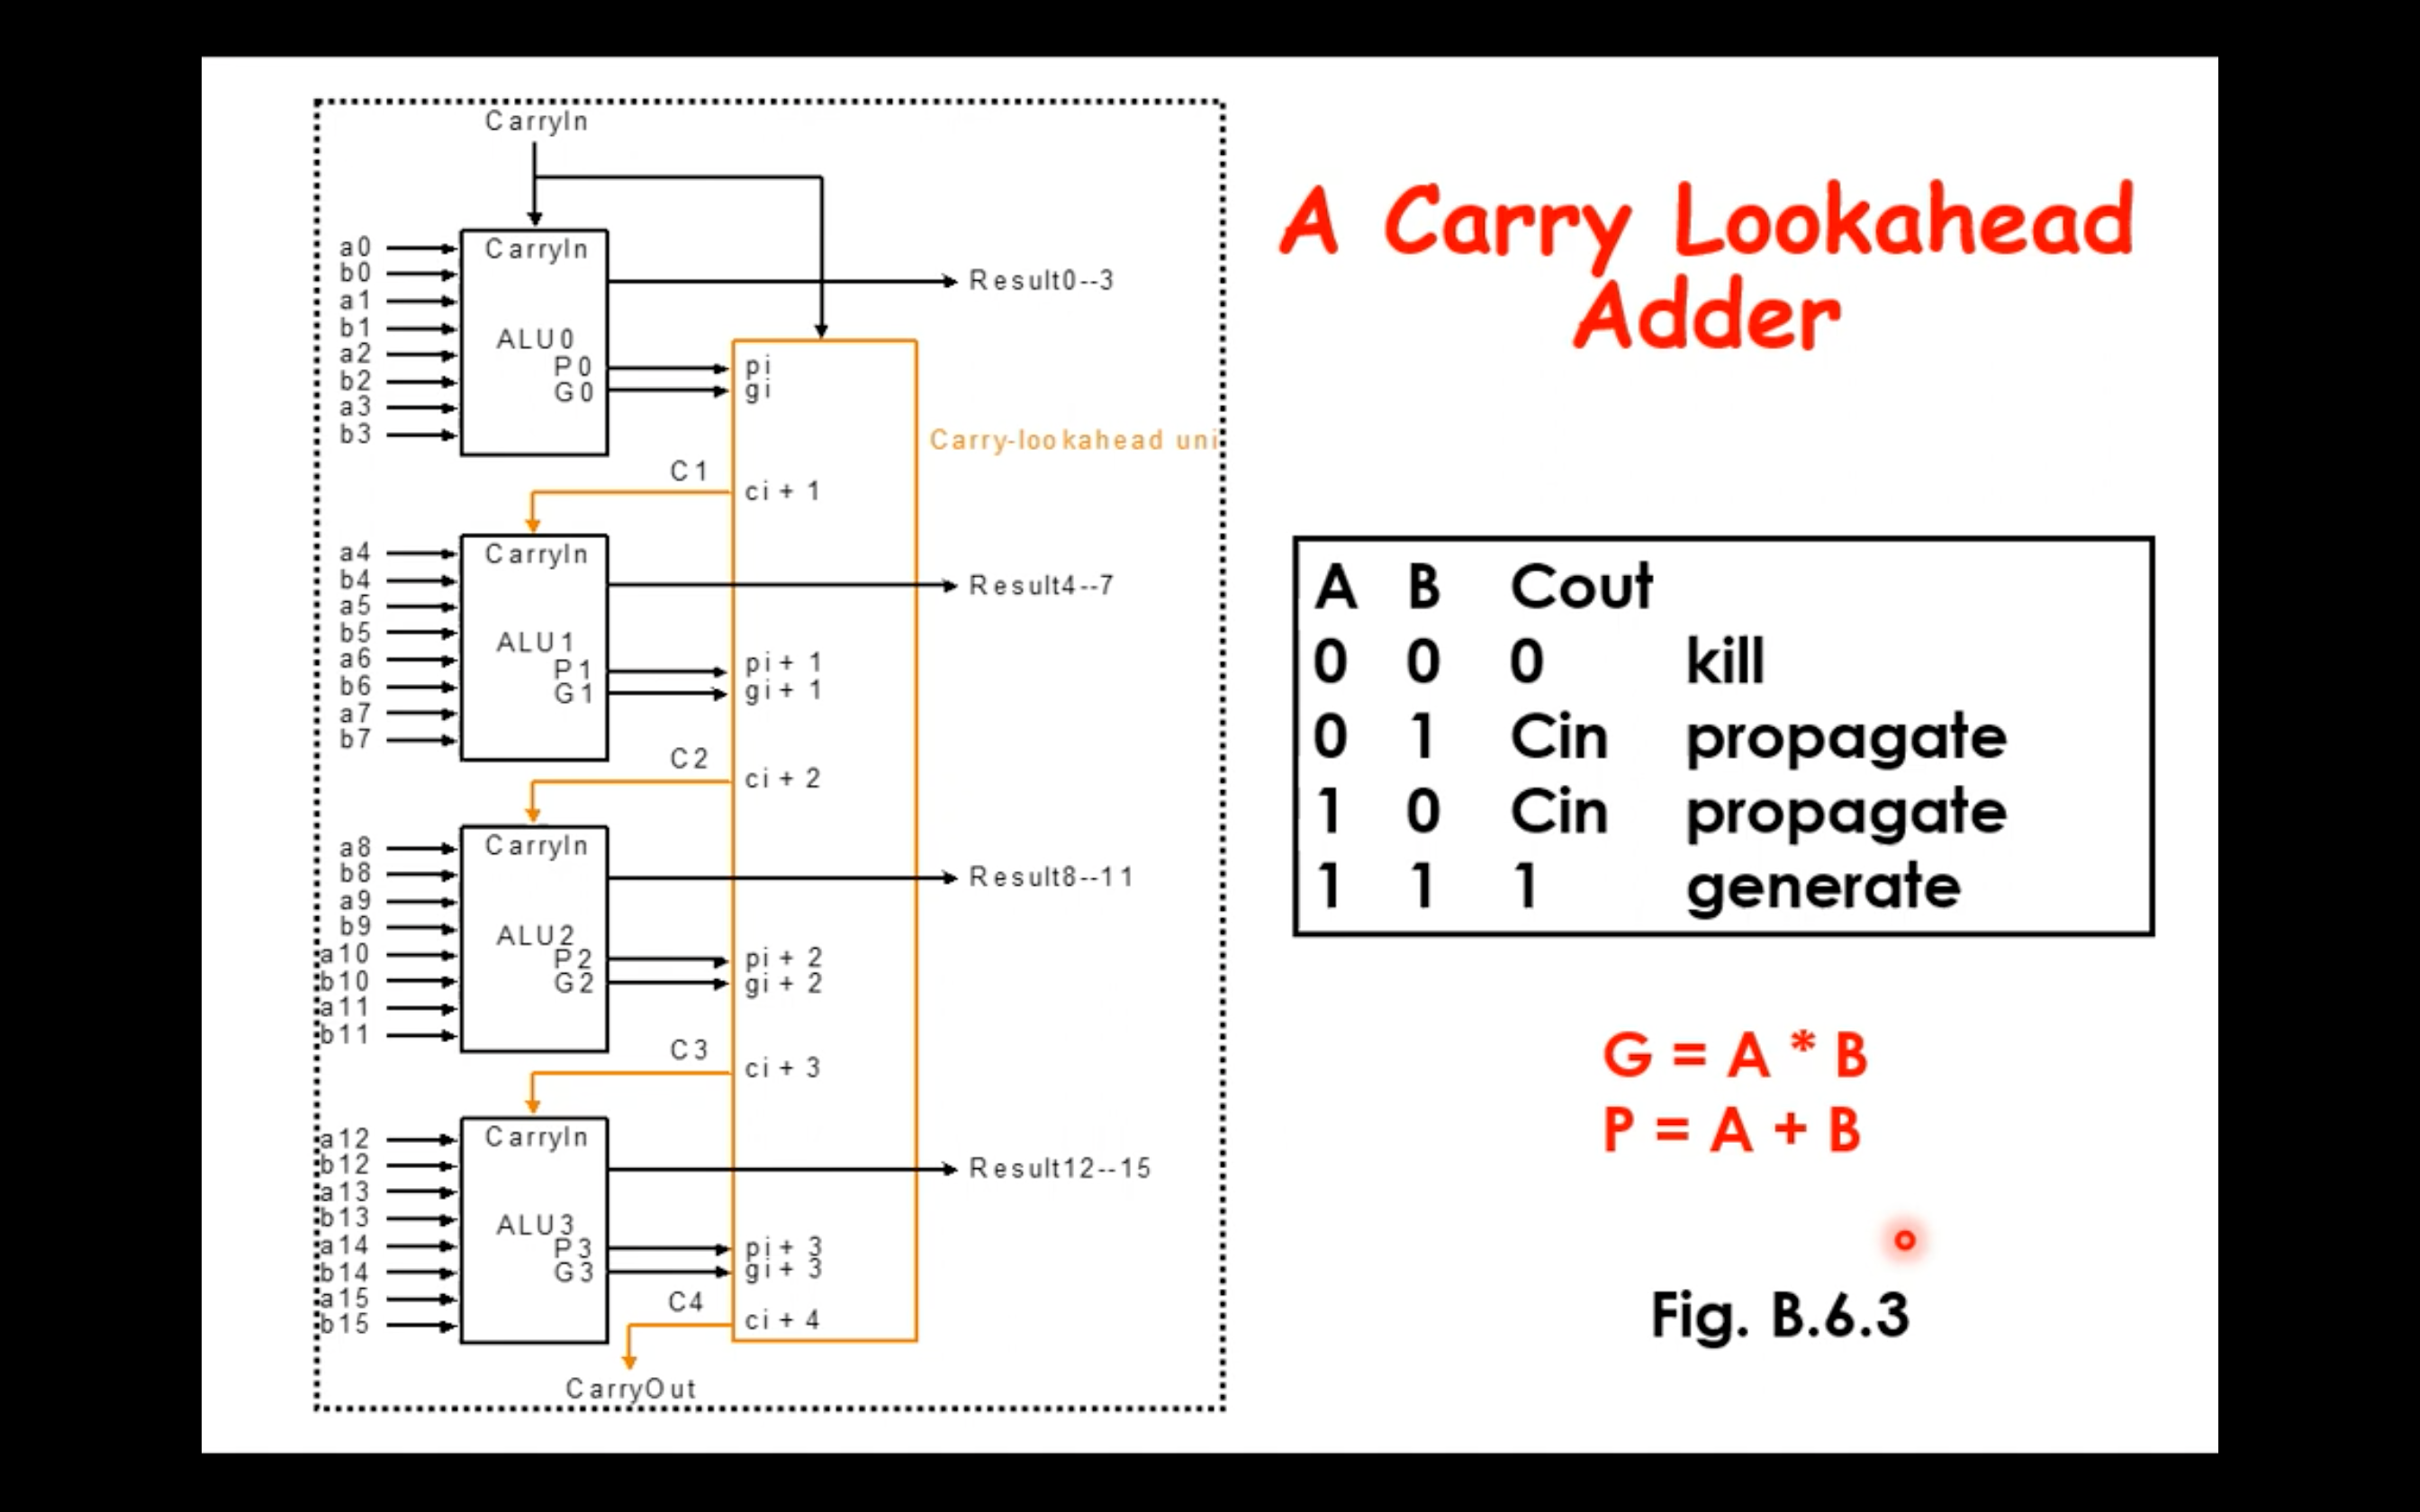 CarryIn
a0
b0
a1
b1
a2
b2
a3
b3
CarryIn
ALU0
P0
G0
Result0--3
pi
gi
Carry-lookahead uni
C1
ci + 1
a4
b4
a5
b5
a6
b6
a7
b7
CarryIn
ALU1
P1
G1
Result4--7
pi + 1
gi + 1
C2
ci + 2
a8
b8
a9
b9
a10
b10
a11
b11
CarryIn
ALU2
P2
G2
Result8--11
pi + 2
gi + 2
C3
ci + 3
a12
b12
a13
b13
a14
b14
a15
b15
CarryIn
ALU3
P3
G3
Result12--15
pi + 3
gi + 3
C4
ci + 4
CarryOut
A Carry Lookahead
Adder
A B Cout
0 0 0 kill
0 1 Cin propagate
1 0 Cin propagate
1 1 1 generate
G = A * B
P = A + B
Fig. B.6.3